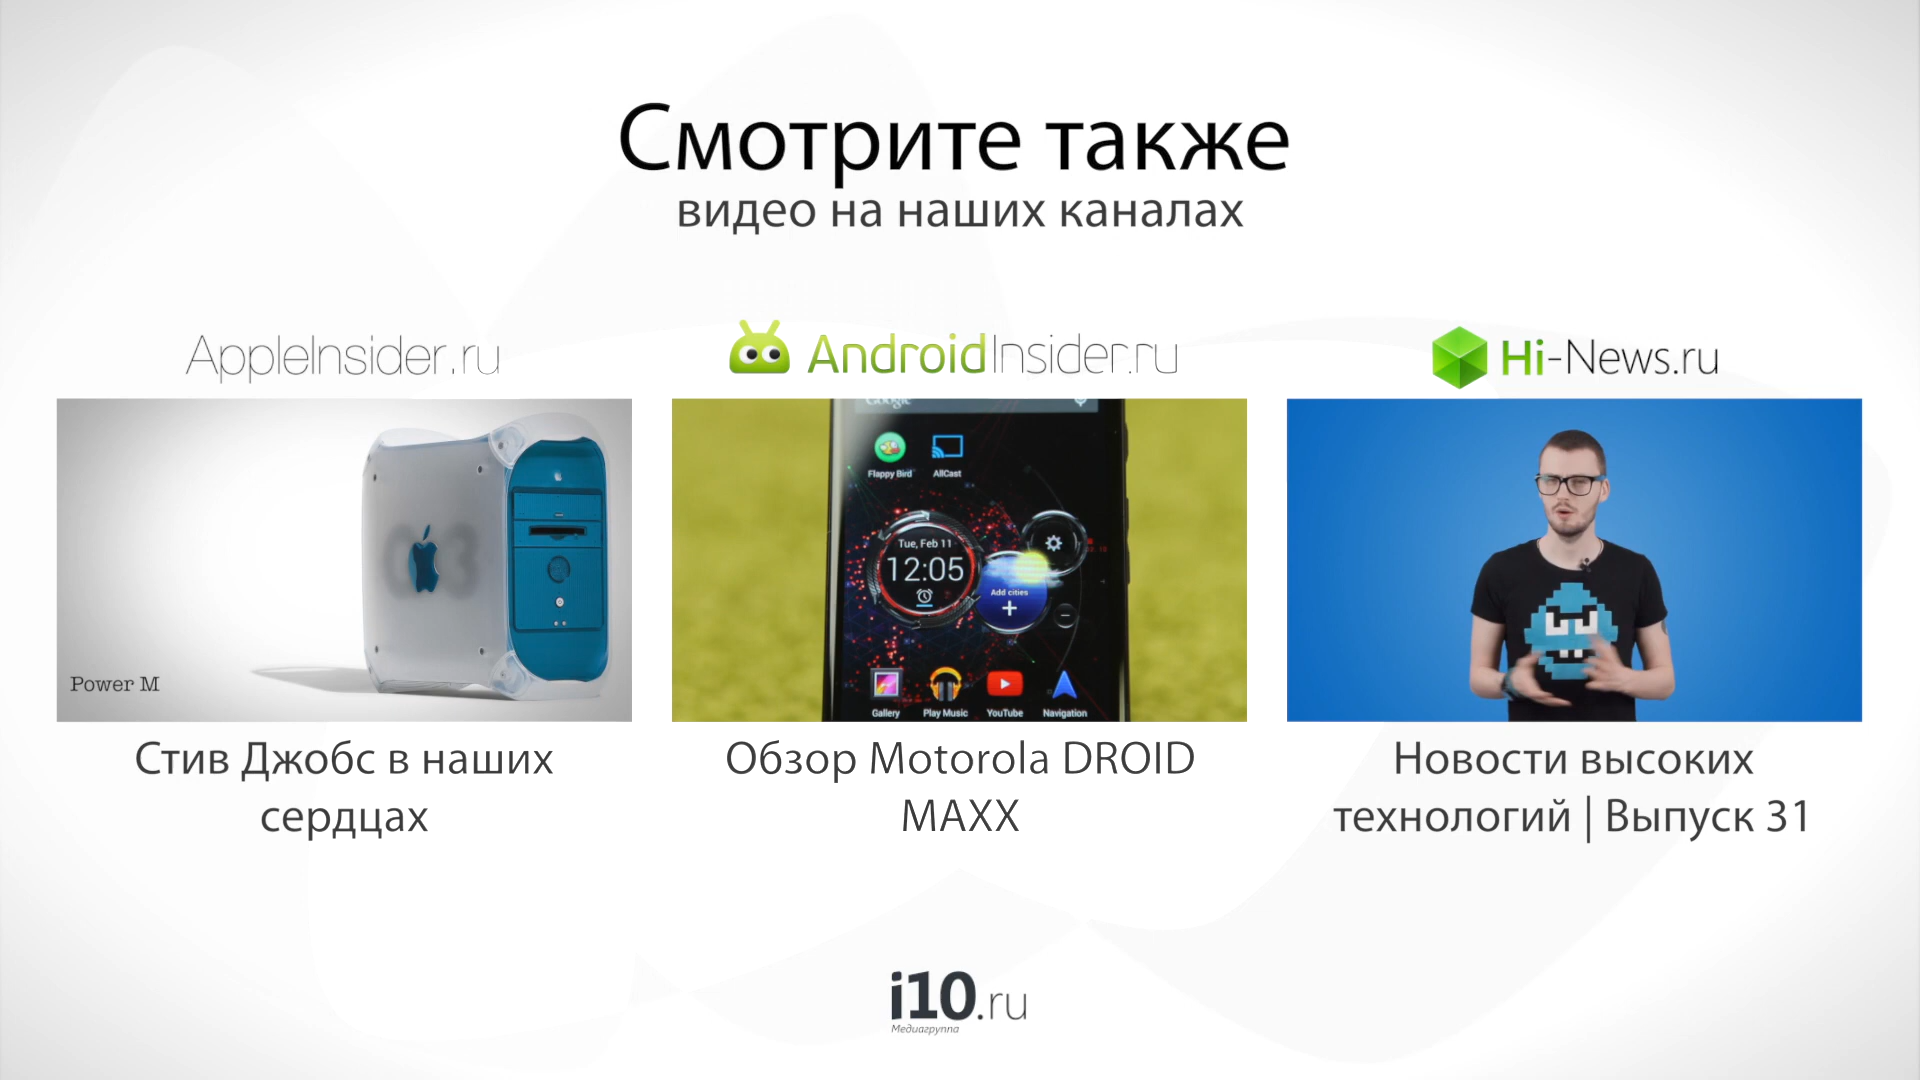 Смотрите также
видео на наших каналах
AppleInsider.ru
AndroidInsider.ru
Hi-News.ru
Power M
Google
Flappy Bird
AllCast
Tue, Feb 11
12:05
Add cities
+
Gallery
Play Music
YouTube
Navigation
Стив Джобс в наших
сердцах
Обзор Motorola DROID
MAXX
Новости высоких
технологий | Выпуск 31
i10.ru
Медиагруппа